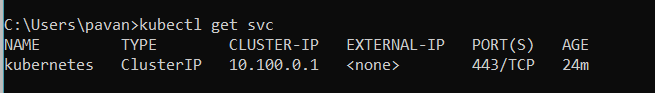 C:\Users\pavan>kubectl get svc
NAME         TYPE        CLUSTER-IP   EXTERNAL-IP   PORT(S)   AGE
kubernetes   ClusterIP   10.100.0.1   <none>        443/TCP   24m